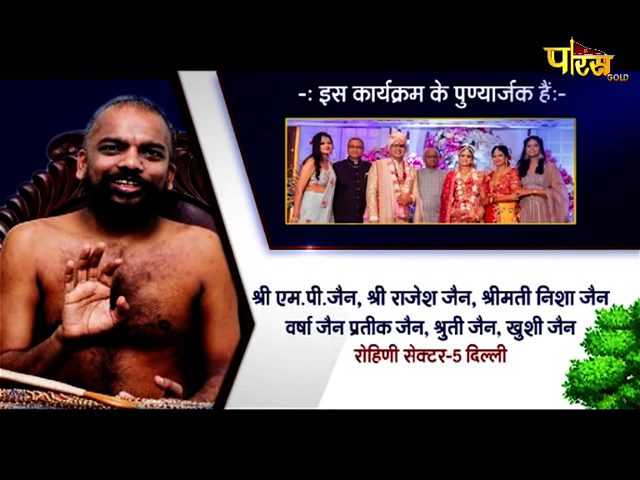 पारस
GOLD
-: इस कार्यक्रम के पुण्यार्जक हैं:-
श्री एम.पी.जैन, श्री राजेश जैन, श्रीमती निशा जैन
वर्षा जैन प्रतीक जैन, श्रुती जैन, खुशी जैन
रोहिणी सेक्टर-5 दिल्ली